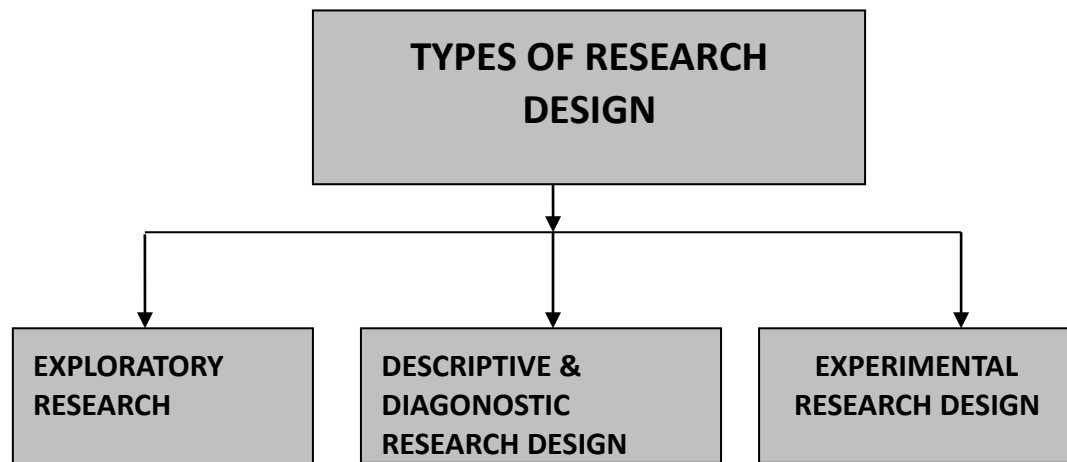 TYPES OF RESEARCH
DESIGN
EXPLORATORY
RESEARCH
DESCRIPTIVE &
DIAGONOSTIC
RESEARCH DESIGN
EXPERIMENTAL
RESEARCH DESIGN